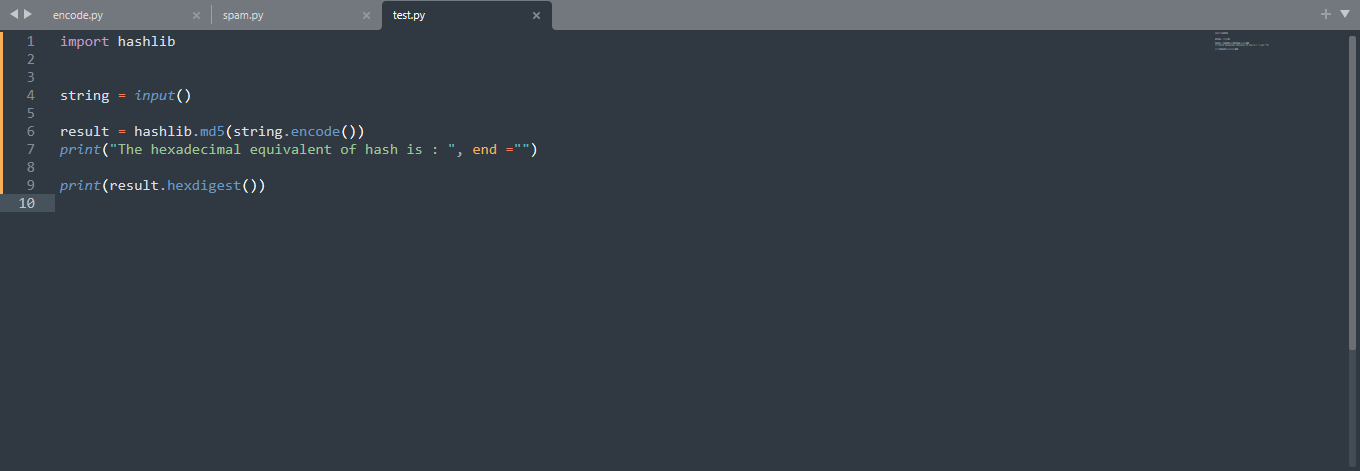 encode.py × spam.py × test.py ×
1 import hashlib
2
3
4 string = input()
5
6 result = hashlib.md5(string.encode())
7 print("The hexadecimal equivalent of hash is : ", end ="")
8
9 print(result.hexdigest())
10